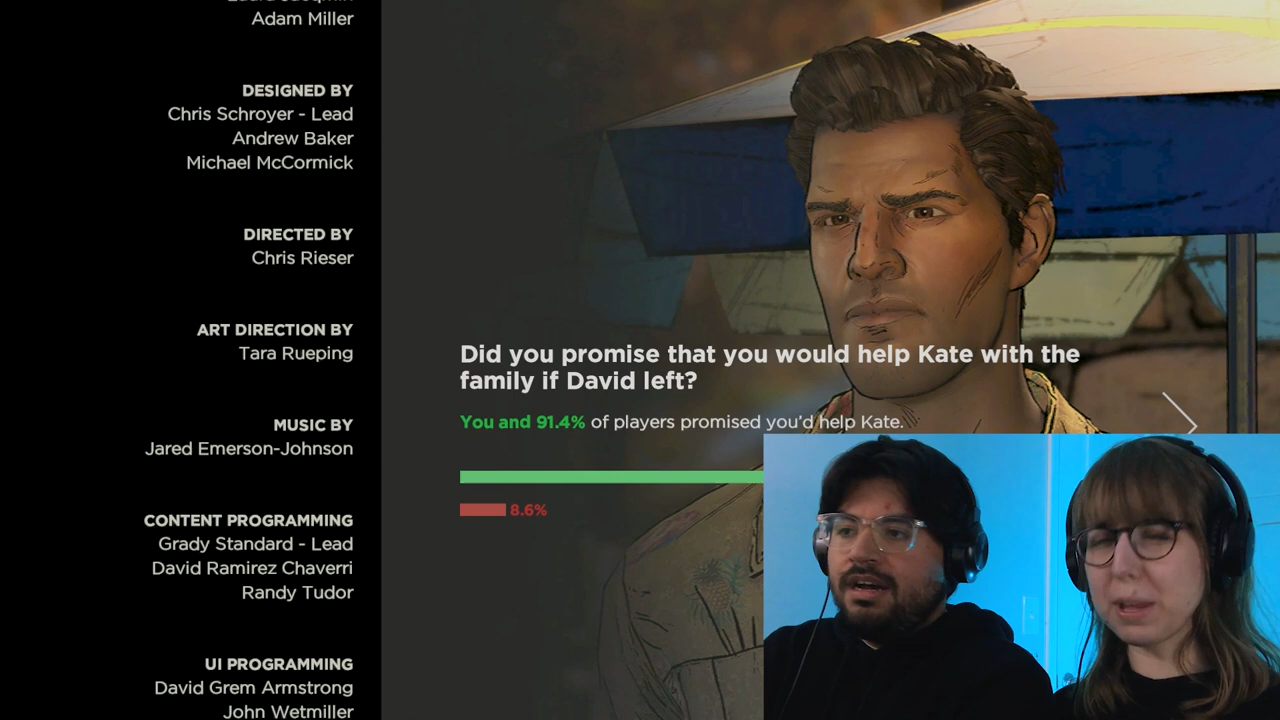 Adam Miller
DESIGNED BY
Chris Schroyer - Lead
Andrew Baker
Michael McCormick
DIRECTED BY
Chris Rieser
ART DIRECTION BY
Tara Rueping
MUSIC BY
Jared Emerson-Johnson
CONTENT PROGRAMMING
Grady Standard - Lead
David Ramirez Chaverri
Randy Tudor
UI PROGRAMMING
David Grem Armstrong
John Wetmiller
Did you promise that you would help Kate with the
family if David left?
You and 91.4% of players promised you'd help Kate.
8.6%